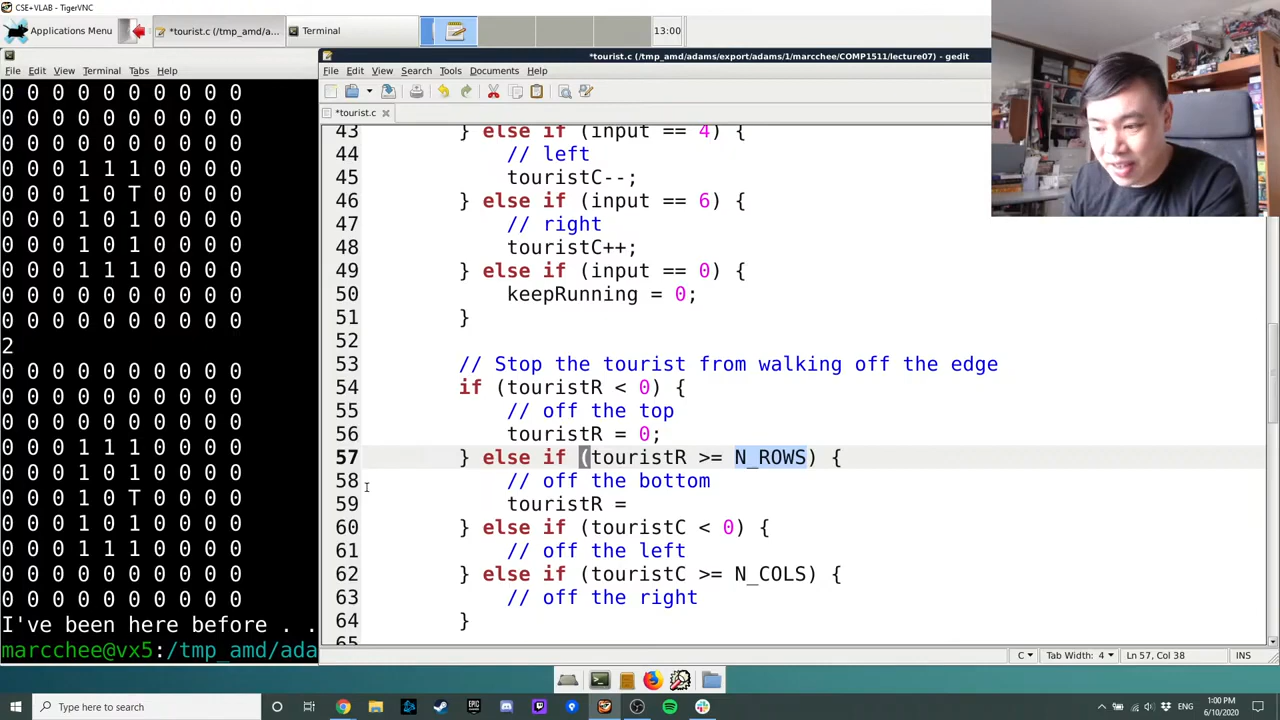 CSE+VLAB - TigerVNC
Applications Menu
*tourist.c (/tmp_amd/a...
Terminal
13:00
*tourist.c (/tmp_amd/adams/export/adams/1/marcchee/COMP1511/lecture07) - gedit
File Edit View Terminal Tabs Help
File Edit View Search Tools Documents Help
*tourist.c
0 0 0 0 0 0 0 0 0 0
0 0 0 0 0 0 0 0 0 0
0 0 0 0 0 0 0 0 0 0
0 0 0 1 1 1 0 0 0 0
0 0 0 1 0 T 0 0 0 0
0 0 0 1 0 1 0 0 0 0
0 0 0 1 0 1 0 0 0 0
0 0 0 1 1 1 0 0 0 0
0 0 0 0 0 0 0 0 0 0
0 0 0 0 0 0 0 0 0 0
2
0 0 0 0 0 0 0 0 0 0
0 0 0 0 0 0 0 0 0 0
0 0 0 0 0 0 0 0 0 0
0 0 0 1 1 1 0 0 0 0
0 0 0 1 0 1 0 0 0 0
0 0 0 1 0 T 0 0 0 0
0 0 0 1 0 1 0 0 0 0
0 0 0 1 1 1 0 0 0 0
0 0 0 0 0 0 0 0 0 0
0 0 0 0 0 0 0 0 0 0
I've been here before . .
marcchee@vx5:/tmp_amd/ada
43 } else if (input == 4) {
44 // left
45 touristC--;
46 } else if (input == 6) {
47 // right
48 touristC++;
49 } else if (input == 0) {
50 keepRunning = 0;
51 }
52
53 // Stop the tourist from walking off the edge
54 if (touristR < 0) {
55 // off the top
56 touristR = 0;
57 } else if (touristR >= N_ROWS) {
58 // off the bottom
59 touristR =
60 } else if (touristC < 0) {
61 // off the left
62 } else if (touristC >= N_COLS) {
63 // off the right
64 }
65
C Tab Width: 4 Ln 57, Col 38 INS
Type here to search
EPIC
ENG
1:00 PM
6/10/2020